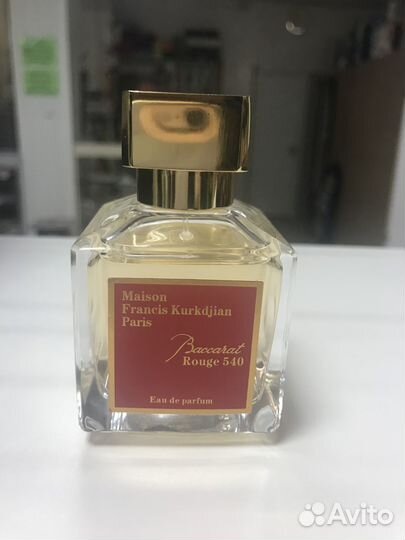 Maison
Francis Kurkdjian
Paris
Baccarat
Rouge 540
Eau de parfum
Avito